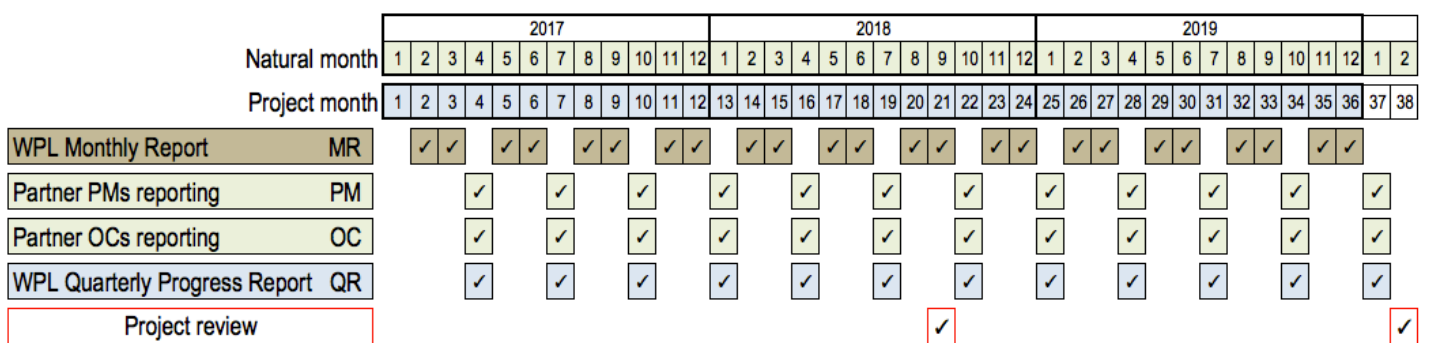 2017 2018 2019
Natural month 1 2 3 4 5 6 7 8 9 10 11 12 1 2 3 4 5 6 7 8 9 10 11 12 1 2 3 4 5 6 7 8 9 10 11 12 1 2
Project month 1 2 3 4 5 6 7 8 9 10 11 12 13 14 15 16 17 18 19 20 21 22 23 24 25 26 27 28 29 30 31 32 33 34 35 36 37 38
WPL Monthly Report MR ✓ ✓ ✓ ✓ ✓ ✓ ✓ ✓ ✓ ✓ ✓ ✓ ✓ ✓ ✓ ✓ ✓ ✓ ✓ ✓ ✓ ✓ ✓ ✓
Partner PMs reporting PM ✓ ✓ ✓ ✓ ✓ ✓ ✓ ✓ ✓ ✓ ✓ ✓
Partner OCs reporting OC ✓ ✓ ✓ ✓ ✓ ✓ ✓ ✓ ✓ ✓ ✓ ✓
WPL Quarterly Progress Report QR ✓ ✓ ✓ ✓ ✓ ✓ ✓ ✓ ✓ ✓ ✓ ✓
Project review ✓ ✓